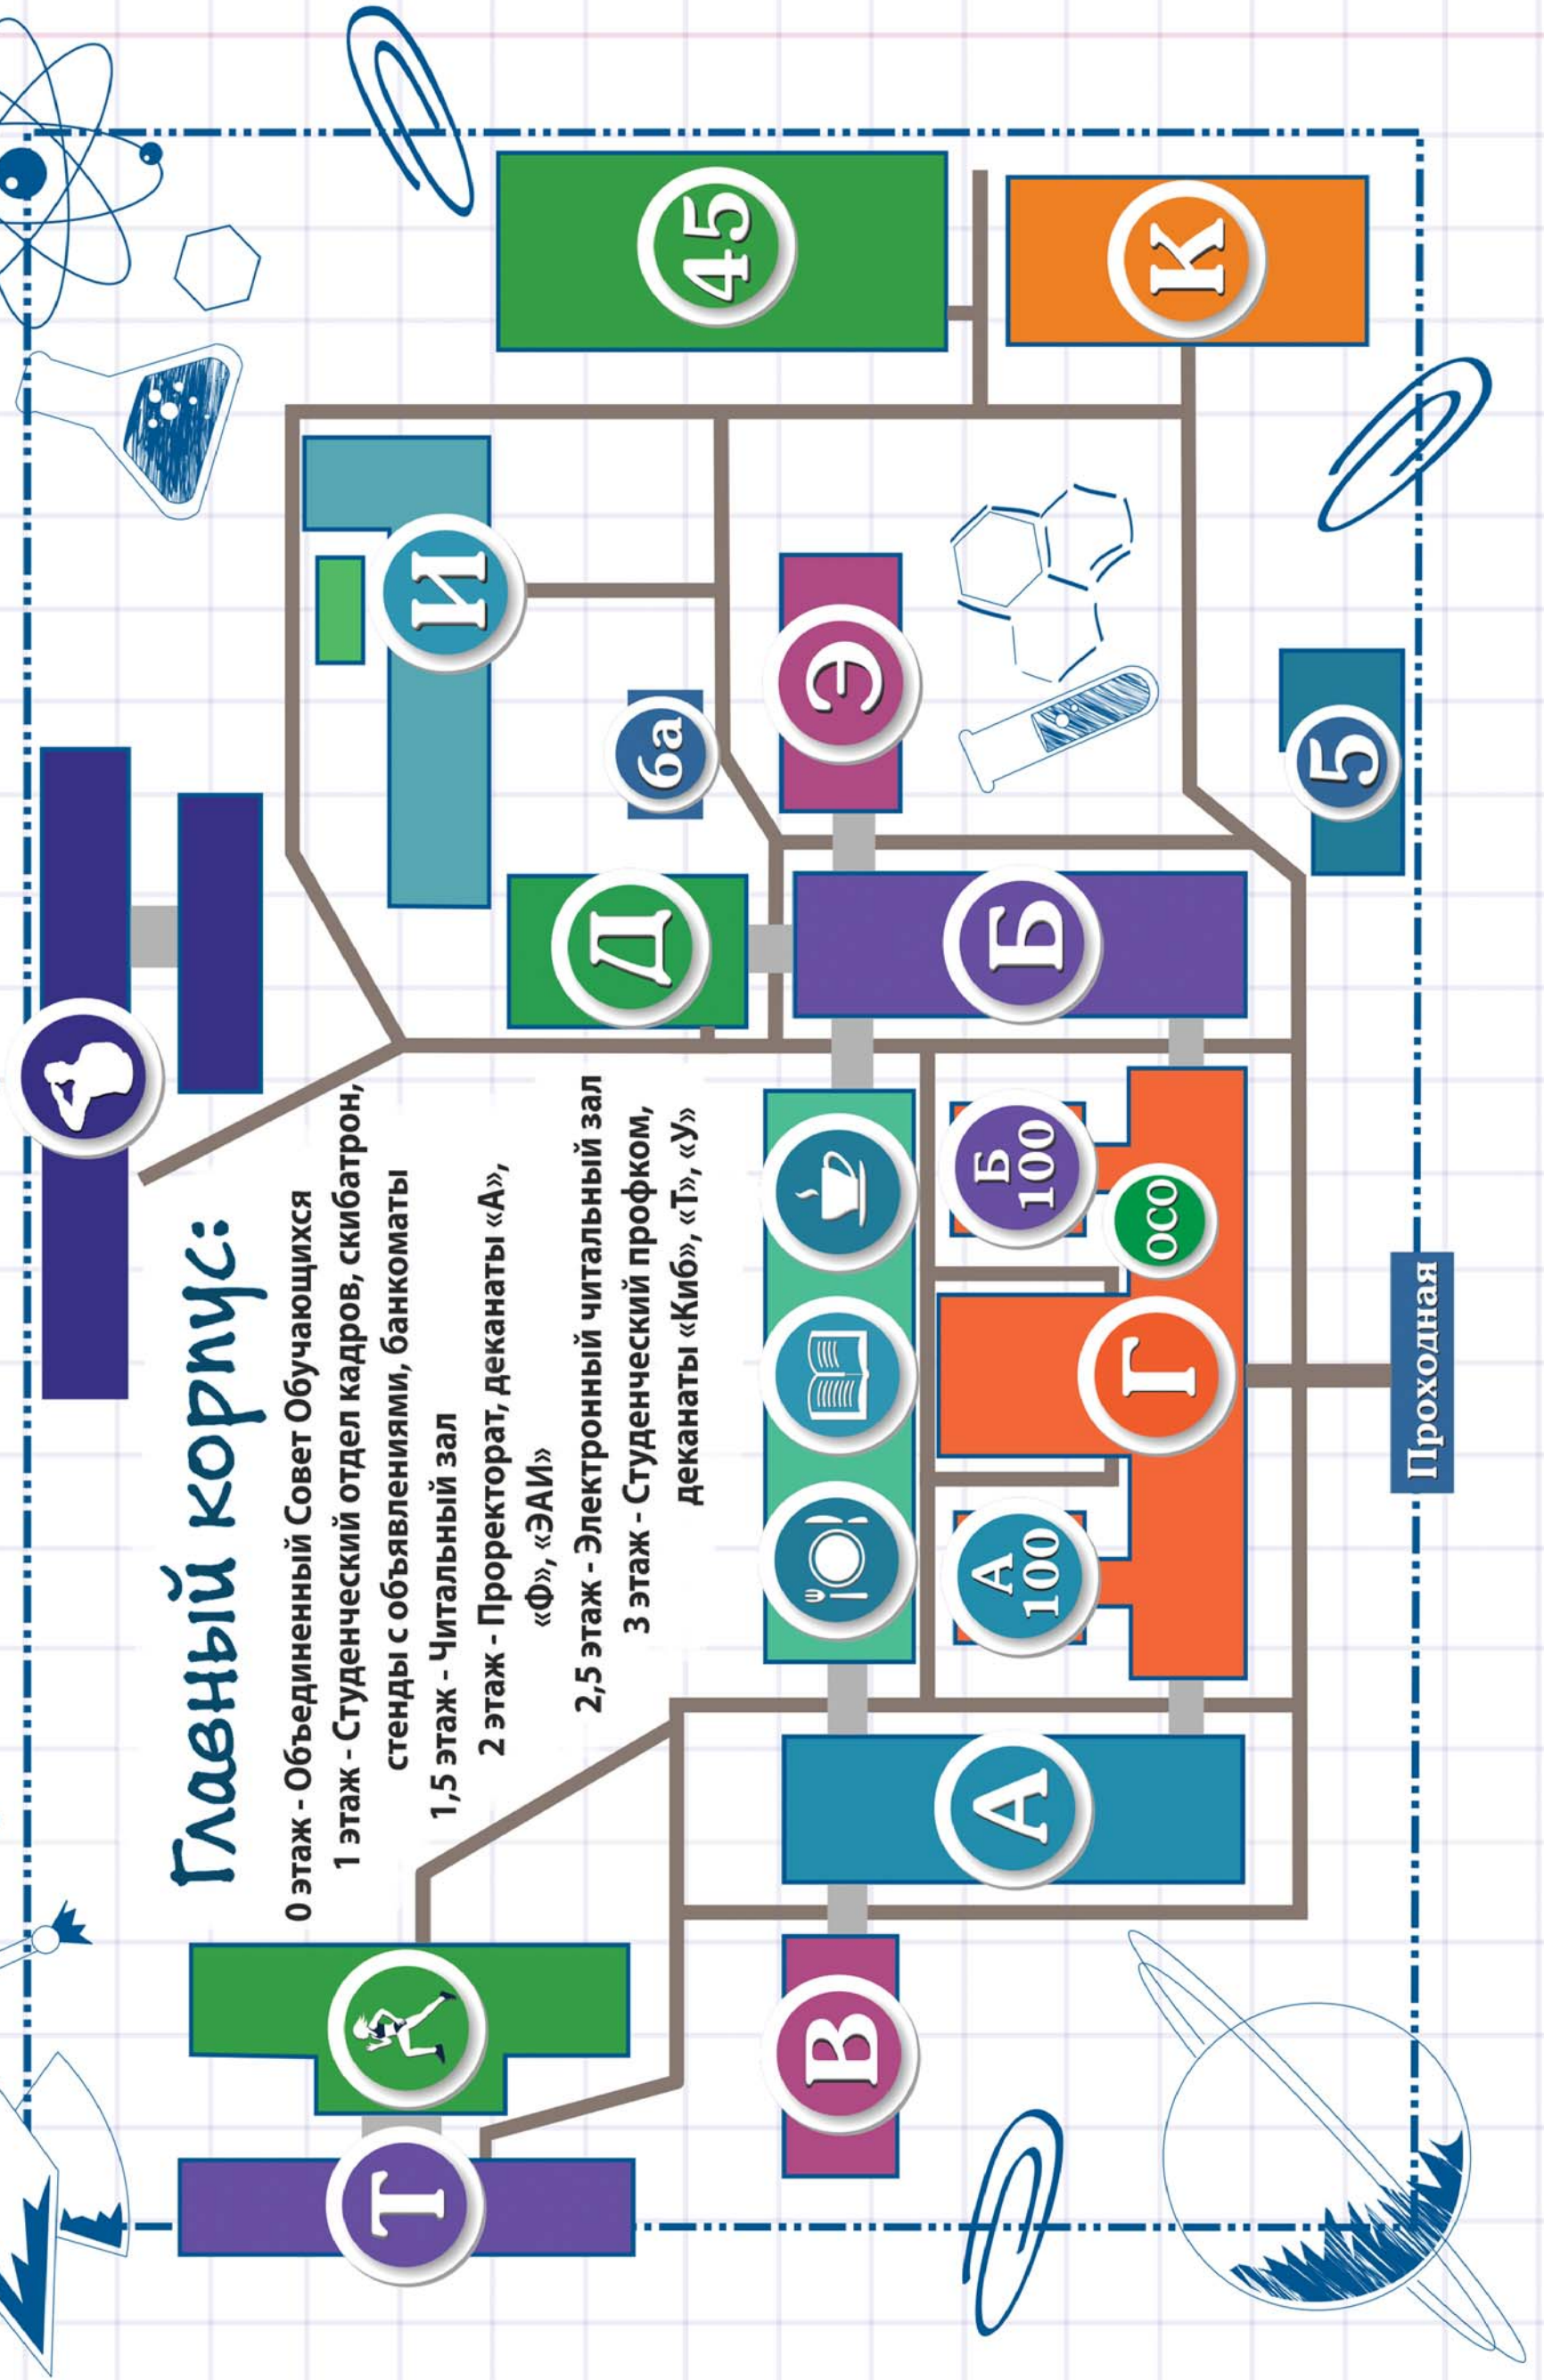 Главный корпус:
0 этаж - Объединенный Совет Обучающихся
1 этаж - Студенческий отдел кадров, скибатрон,
стенды с объявлениями, банкоматы
1,5 этаж - Читальный зал
2 этаж - Проректорат, деканаты «А»,
«Ф», «ЭАИ»
2,5 этаж - Электронный читальный зал
3 этаж - Студенческий профком,
деканаты «Киб», «Т», «У»
Т
И
45
Д
6а
В
Э
А
А
100
Б
100
Б
К
Г
ОСО
5
Проходная